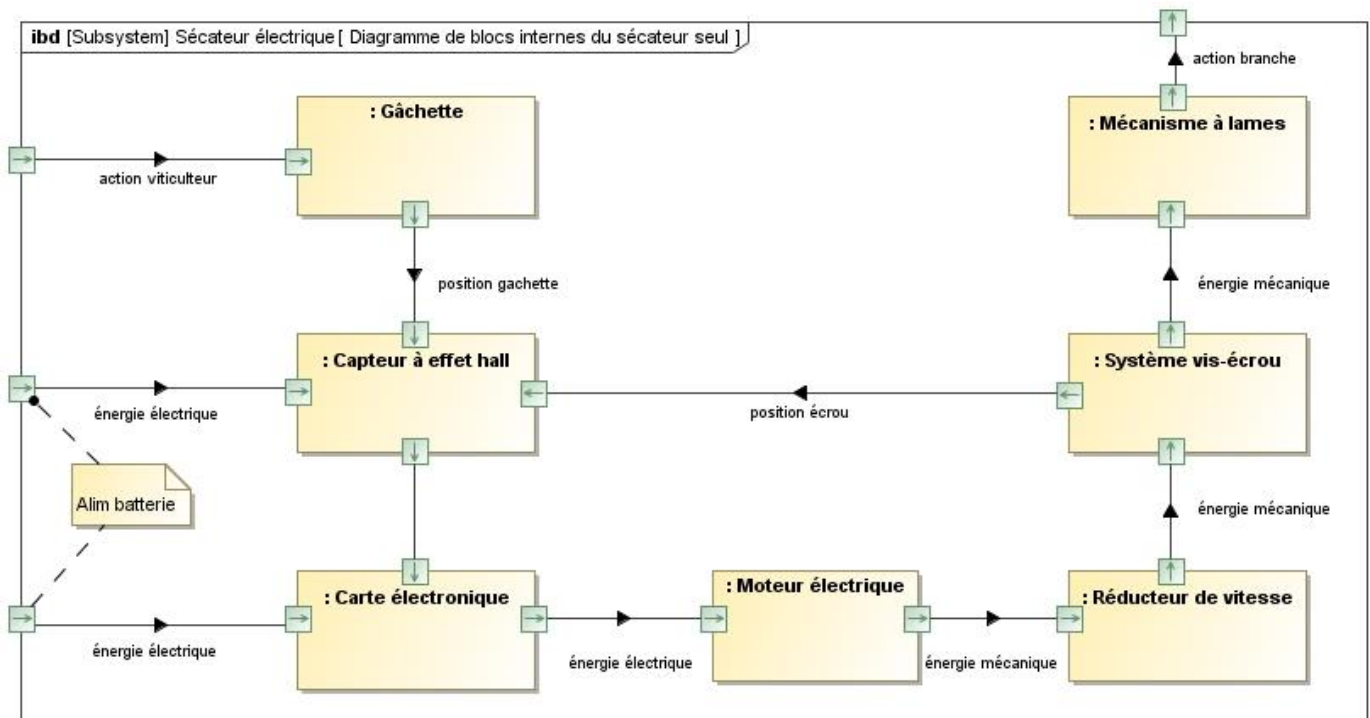 ibd [Subsystem] Sécateur électrique [ Diagramme de blocs internes du sécateur seul ]
action branche
: Gâchette
: Mécanisme à lames
action viticulteur
position gachette
énergie mécanique
: Capteur à effet hall
: Système vis-écrou
énergie électrique
position écrou
Alim batterie
énergie mécanique
: Carte électronique
: Moteur électrique
: Réducteur de vitesse
énergie électrique
énergie électrique
énergie mécanique